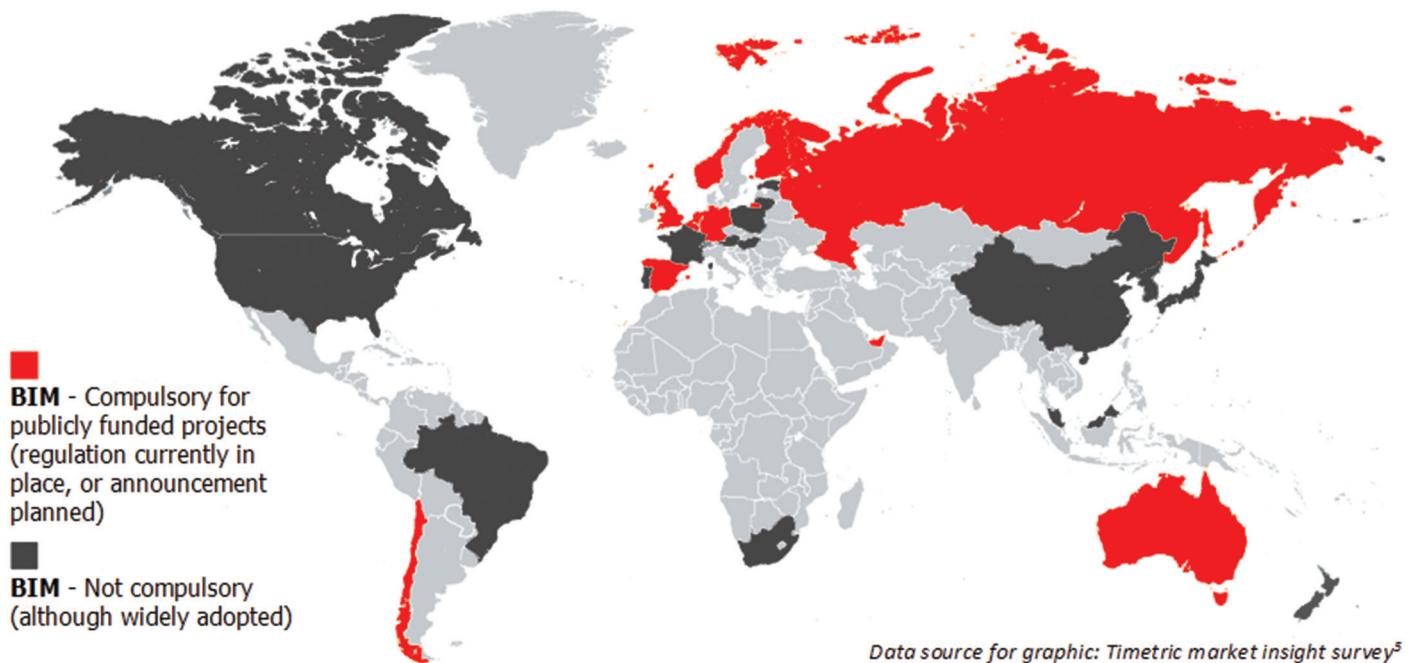 BIM - Compulsory for
publicly funded projects
(regulation currently in
place, or announcement
planned)
BIM - Not compulsory
(although widely adopted)
Data source for graphic: Timetric market insight survey⁵